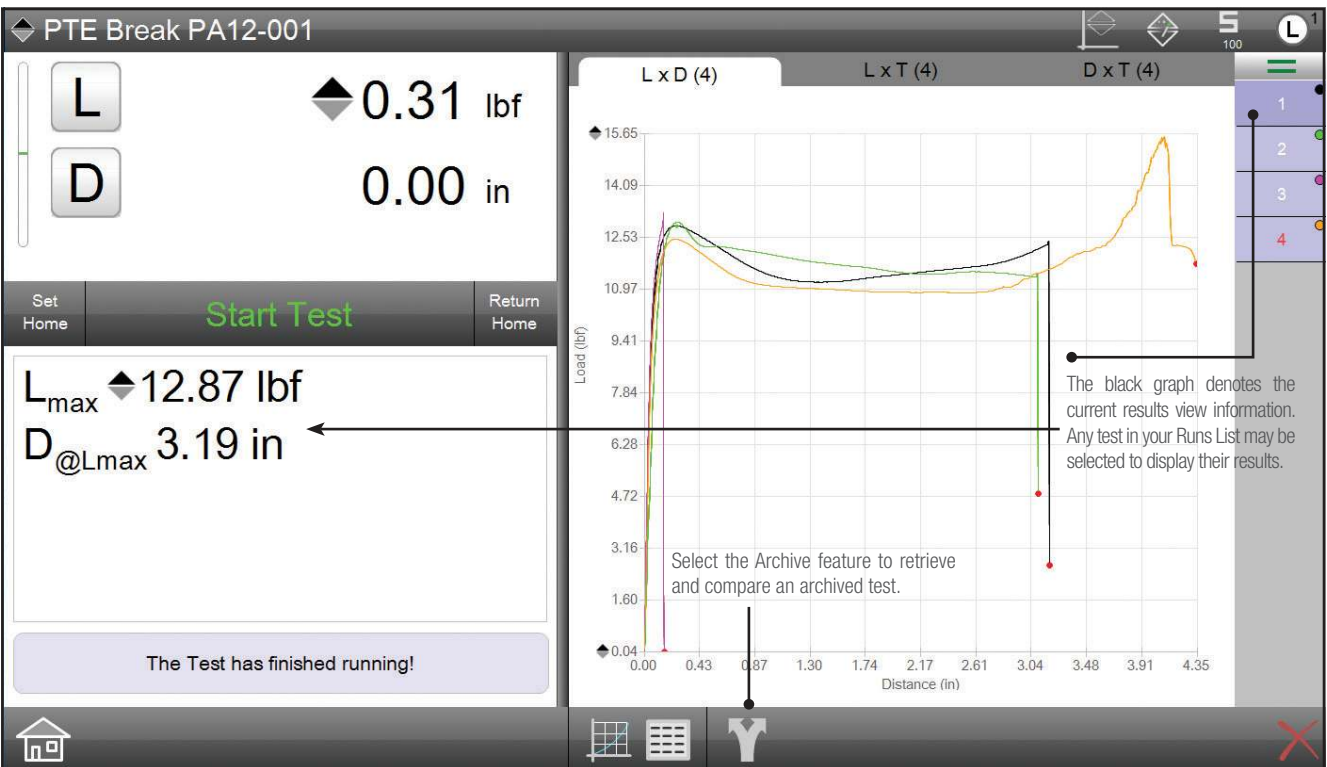 PTE Break PA12-001
5
100
L
1
L
0.31 lbf
D
0.00 in
Set
Home
Start Test
Return
Home
Lmax 12.87 lbf
D@Lmax 3.19 in
The Test has finished running!
L x D (4)
L x T (4)
D x T (4)
15.65
14.09
12.53
10.97
9.41
7.84
6.28
4.72
3.16
1.60
0.04
Load (lbf)
0.00 0.43 0.87 1.30 1.74 2.17 2.61 3.04 3.48 3.91 4.35
Distance (in)
The black graph denotes the
current results view information.
Any test in your Runs List may be
selected to display their results.
Select the Archive feature to retrieve
and compare an archived test.
1
2
3
4